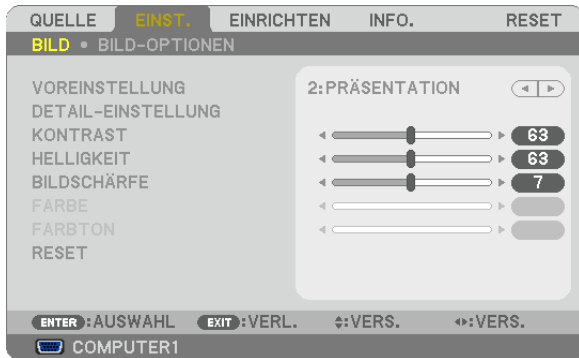 QUELLE EINST. EINRICHTEN INFO. RESET
BILD • BILD-OPTIONEN
VOREINSTELLUNG 2:PRÄSENTATION
DETAIL-EINSTELLUNG
KONTRAST 63
HELLIGKEIT 63
BILDSCHÄRFE 7
FARBE
FARBTON
RESET
ENTER:AUSWAHL EXIT:VERL. ♦:VERS. ◂▸:VERS.
COMPUTER1